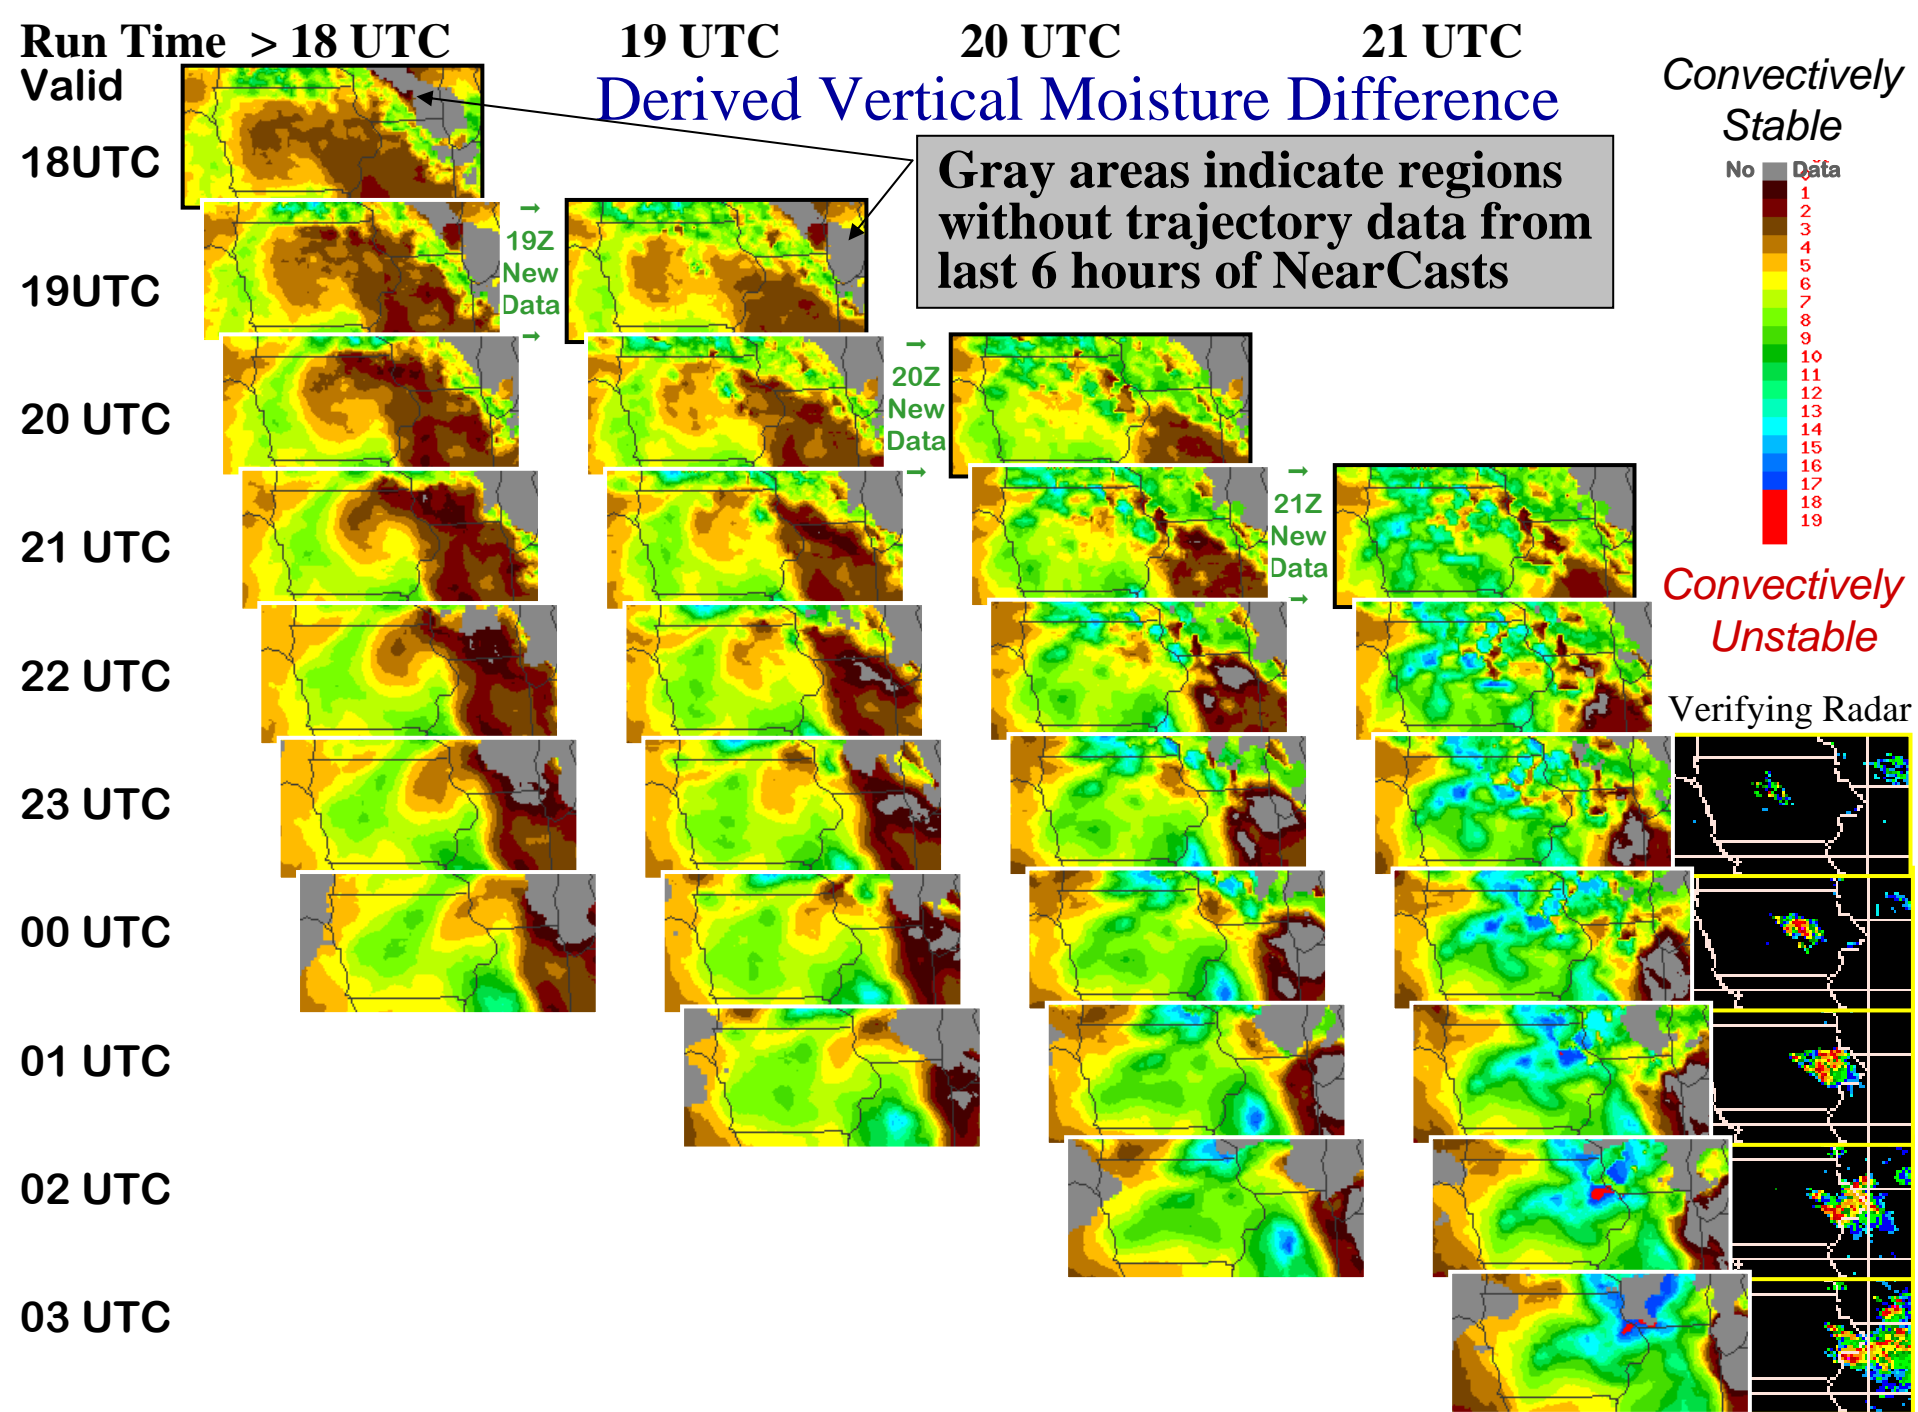 Run Time > 18 UTC 19 UTC 20 UTC 21 UTC
Valid
Derived Vertical Moisture Difference
Convectively
Stable
18UTC
Gray areas indicate regions
without trajectory data from
last 6 hours of NearCasts
No Data
1
2
3
4
5
6
7
8
9
10
11
12
13
14
15
16
17
18
19
Convectively
Unstable
19UTC
→
19Z
New
Data
→
20 UTC
→
20Z
New
Data
→
21 UTC
→
21Z
New
Data
→
22 UTC
Verifying Radar
23 UTC
00 UTC
01 UTC
02 UTC
03 UTC